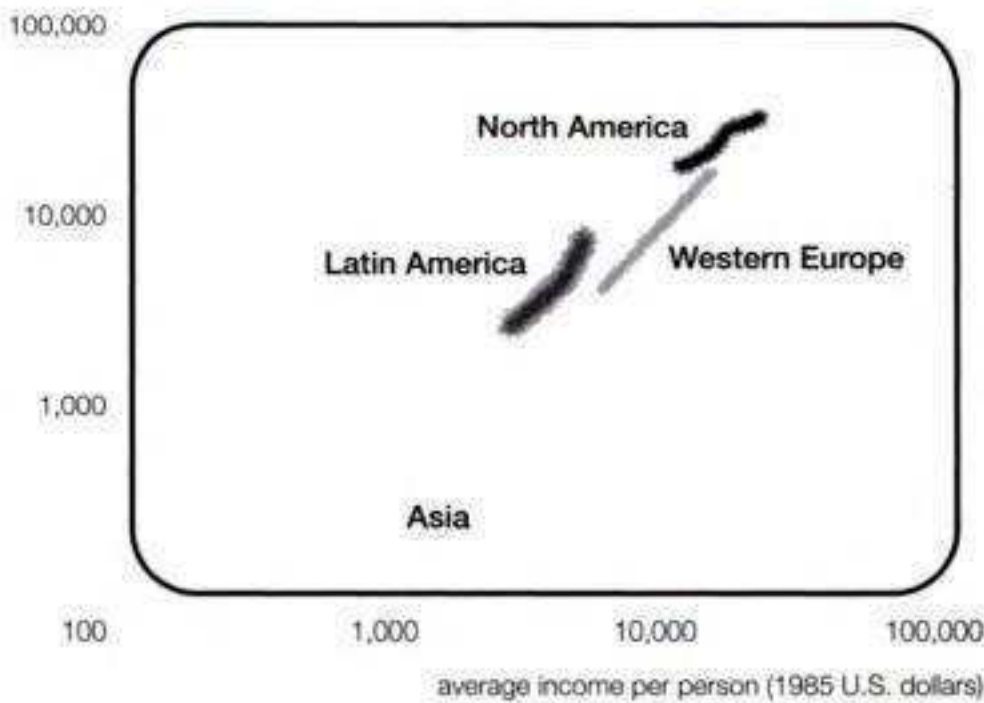 100,000
North America
10,000
Latin America
Western Europe
1,000
Asia
100
1,000
10,000
100,000
average income per person (1985 U.S. dollars)